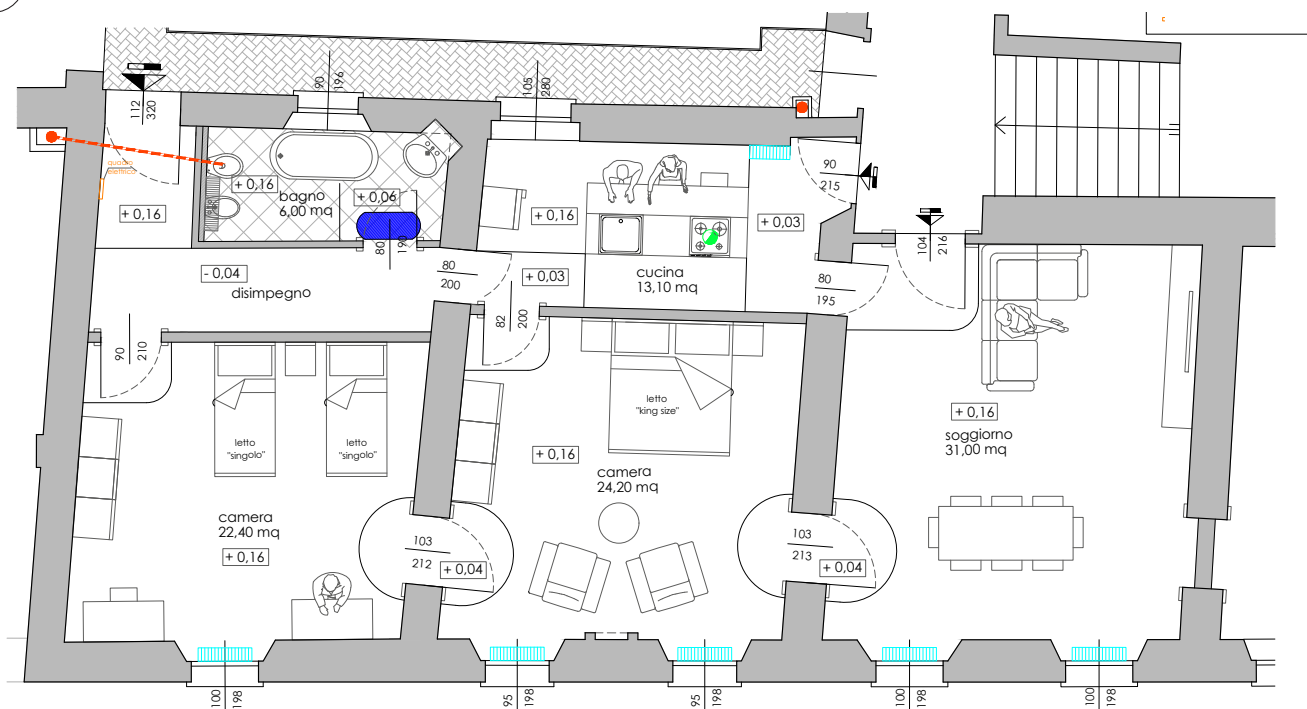 90
196
105
280
112
320
quadro
elettrico
+ 0,16
bagno
6,00 mq
+ 0,06
+ 0,16
80
190
+ 0,16
+ 0,03
90
215
104
216
- 0,04
disimpegno
80
200
+ 0,03
cucina
13,10 mq
80
195
82
200
90
210
letto
"singolo"
letto
"singolo"
letto
"king size"
+ 0,16
camera
24,20 mq
+ 0,16
soggiorno
31,00 mq
camera
22,40 mq
+ 0,16
103
212
+ 0,04
103
213
+ 0,04
100
198
95
198
95
198
100
198
100
198